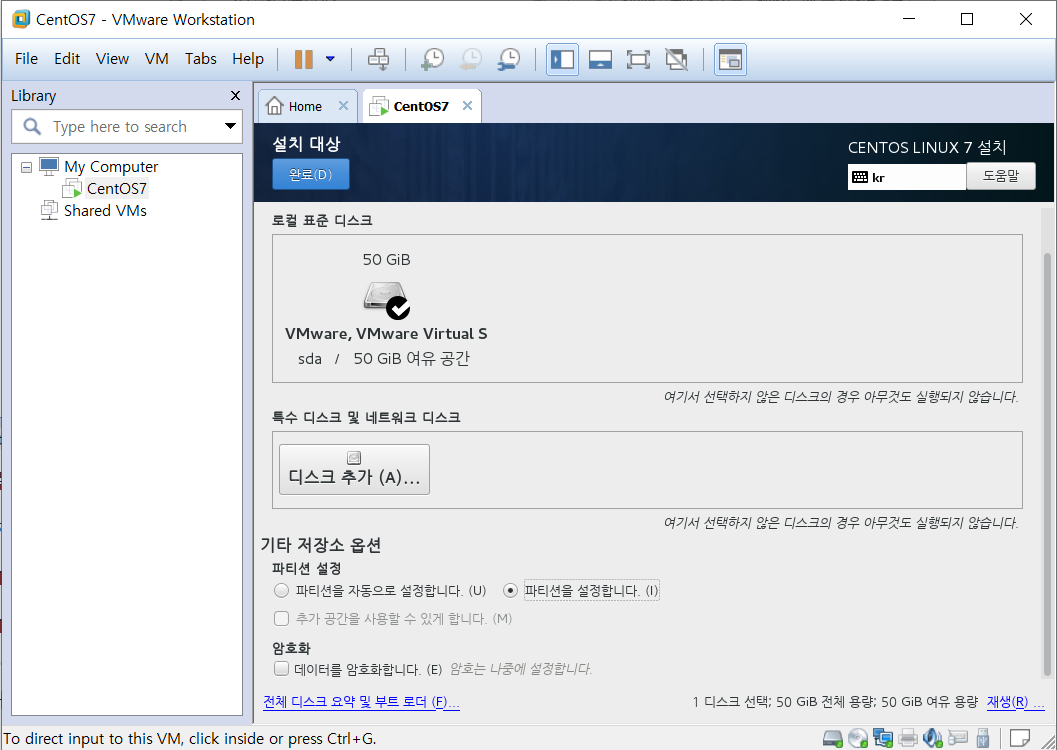 CentOS7 - VMware Workstation
File Edit View VM Tabs Help
Library
Type here to search
My Computer
CentOS7
Shared VMs
Home
CentOS7
설치 대상
완료(D)
CENTOS LINUX 7 설치
kr
도움말
로컬 표준 디스크
50 GiB
VMware, VMware Virtual S
sda / 50 GiB 여유 공간
여기서 선택하지 않은 디스크의 경우 아무것도 실행되지 않습니다.
특수 디스크 및 네트워크 디스크
디스크 추가 (A)...
여기서 선택하지 않은 디스크의 경우 아무것도 실행되지 않습니다.
기타 저장소 옵션
파티션 설정
파티션을 자동으로 설정합니다. (U) 파티션을 설정합니다. (I)
추가 공간을 사용할 수 있게 합니다. (M)
암호화
데이터를 암호화합니다. (E) 암호는 나중에 설정합니다.
전체 디스크 요약 및 부트 로더 (F)...
1 디스크 선택; 50 GiB 전체 용량; 50 GiB 여유 용량 재생(R) ...
To direct input to this VM, click inside or press Ctrl+G.